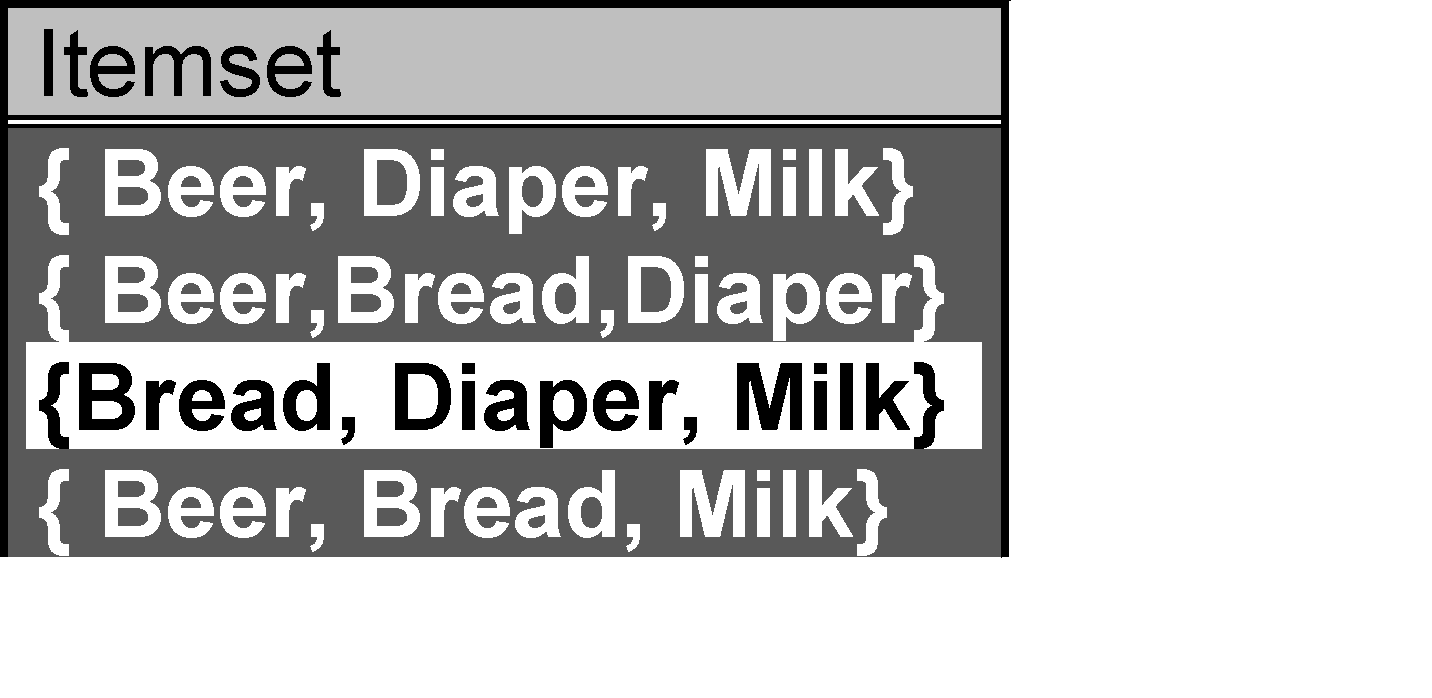 Itemset
{ Beer, Diaper, Milk}
{ Beer,Bread,Diaper}
{Bread, Diaper, Milk}
{ Beer, Bread, Milk}